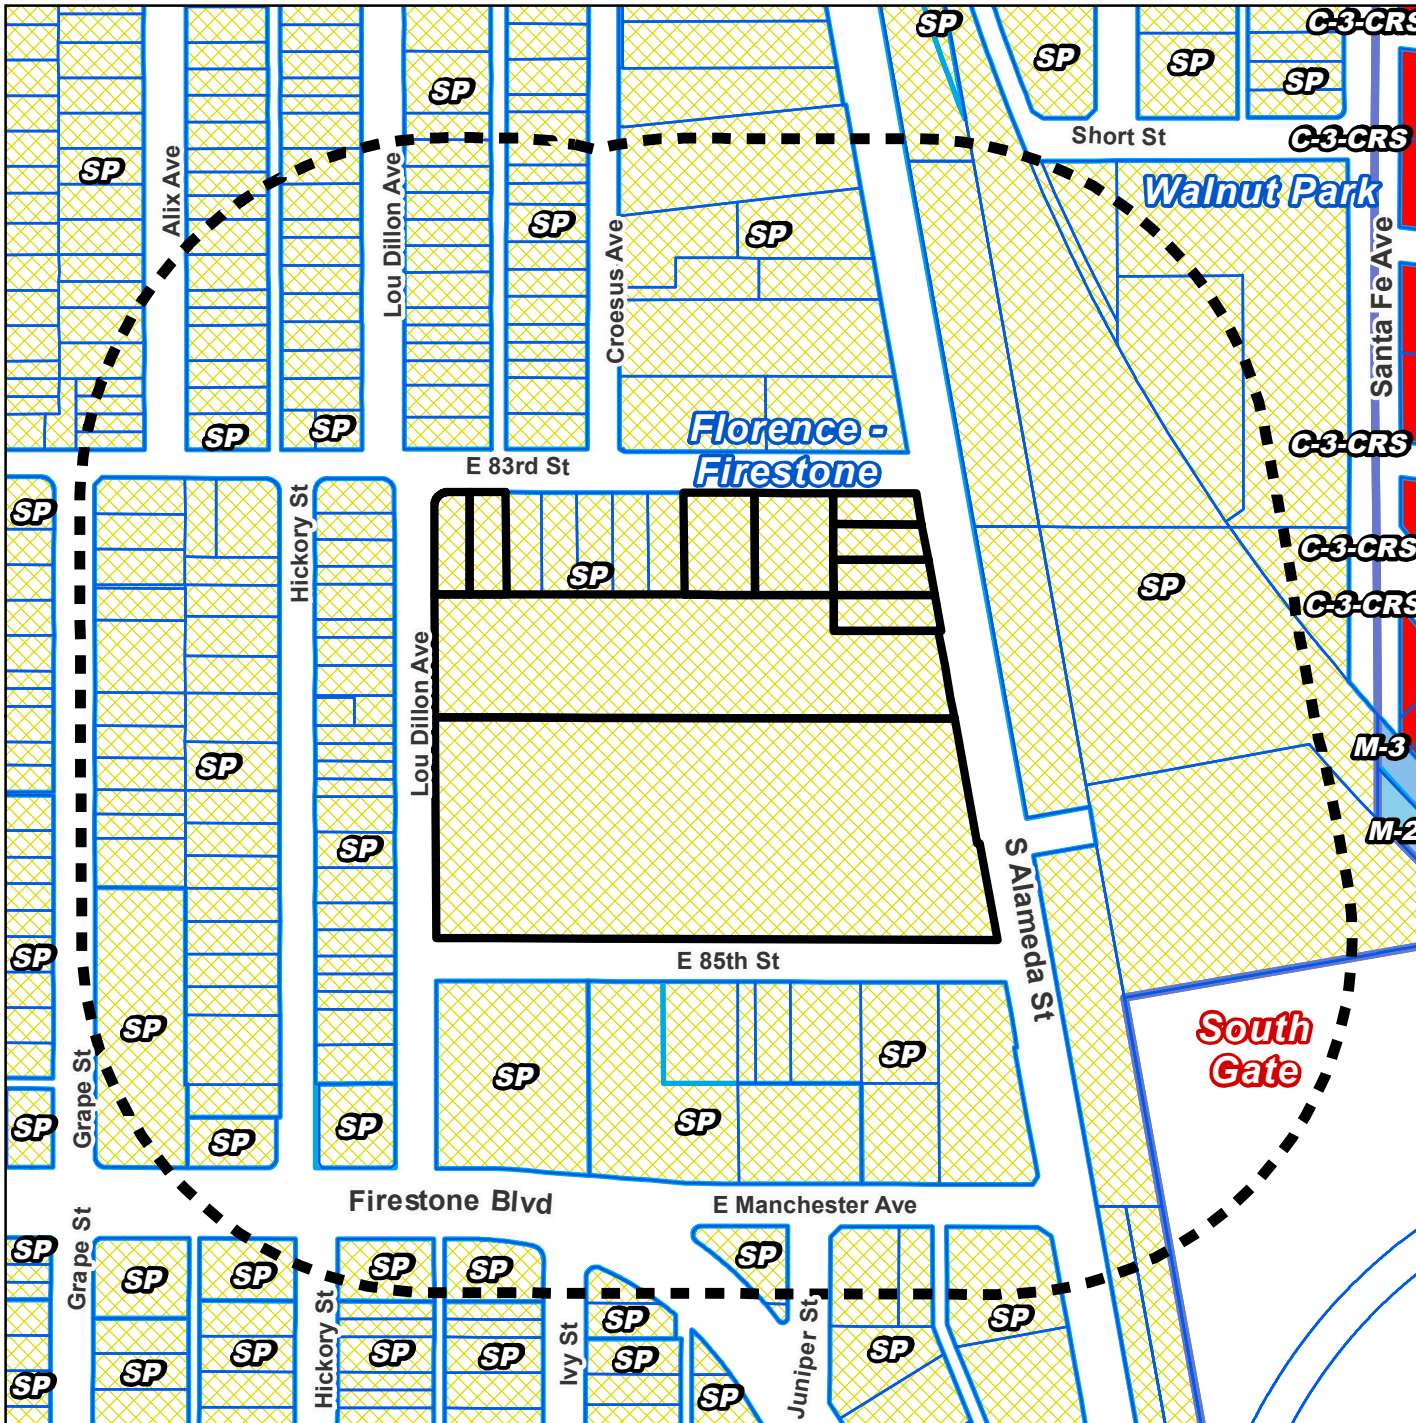 SP
C-3-CRS
SP
SP
SP
SP
Short St
C-3-CRS
SP
Alix Ave
Lou Dillon Ave
Walnut Park
SP
Croesus Ave
SP
Santa Fe Ave
SP
SP
Florence -
Firestone
C-3-CRS
E 83rd St
SP
Hickory St
C-3-CRS
SP
SP
C-3-CRS
Lou Dillon Ave
SP
M-3
M-2
SP
S Alameda St
SP
E 85th St
SP
South
Gate
SP
SP
Grape St
SP
SP
SP
SP
Firestone Blvd
E Manchester Ave
Grape St
SP
SP
SP
SP
SP
SP
Hickory St
Ivy St
SP
Juniper St
SP
SP
SP
SP
SP
SP
SP
SP
SP